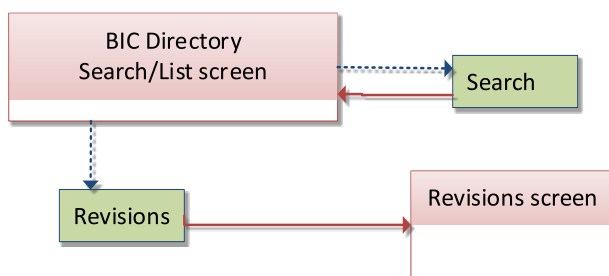 BIC Directory
Search/List screen
Search
Revisions
Revisions screen